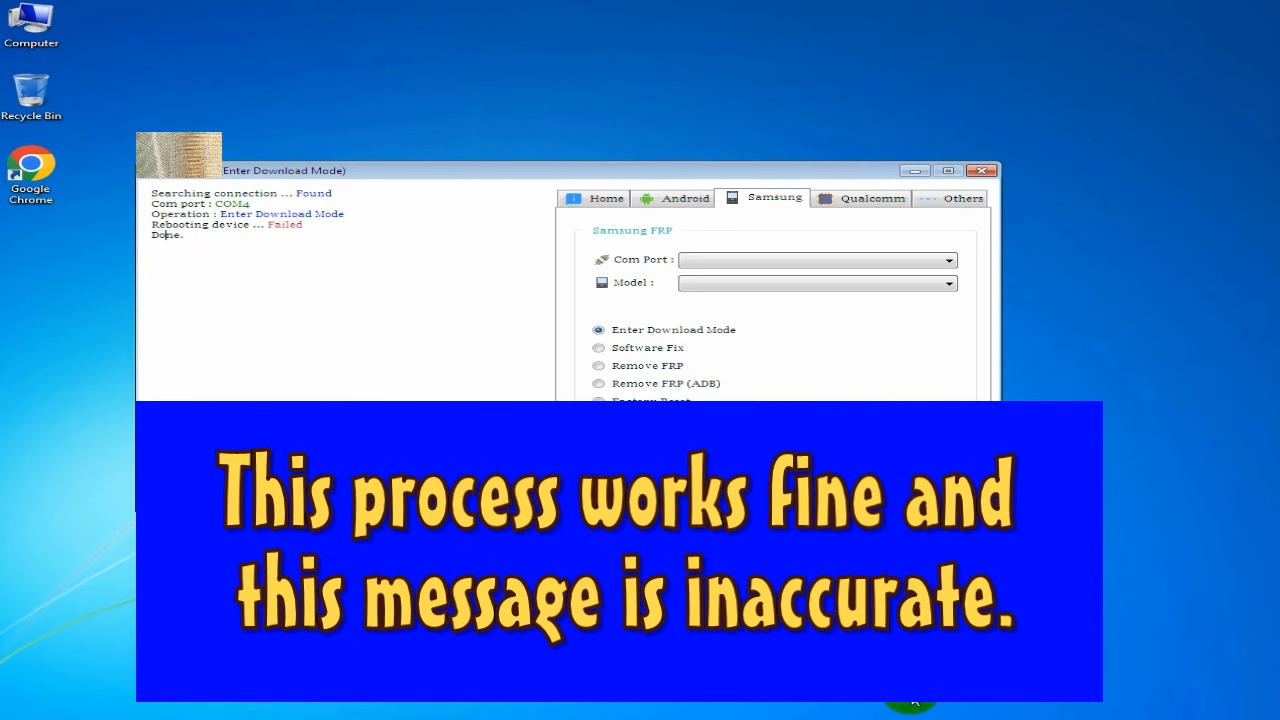 Computer
Recycle Bin
Google
Chrome
Enter Download Mode)
Searching connection ... Found
Com port : COM4
Operation : Enter Download Mode
Rebooting device ... Failed
Done.
Home Android Samsung Qualcomm Others
Samsung FRP
Com Port :
Model :
Enter Download Mode
Software Fix
Remove FRP
Remove FRP (ADB)
Factory Reset
This process works fine and
this message is inaccurate.